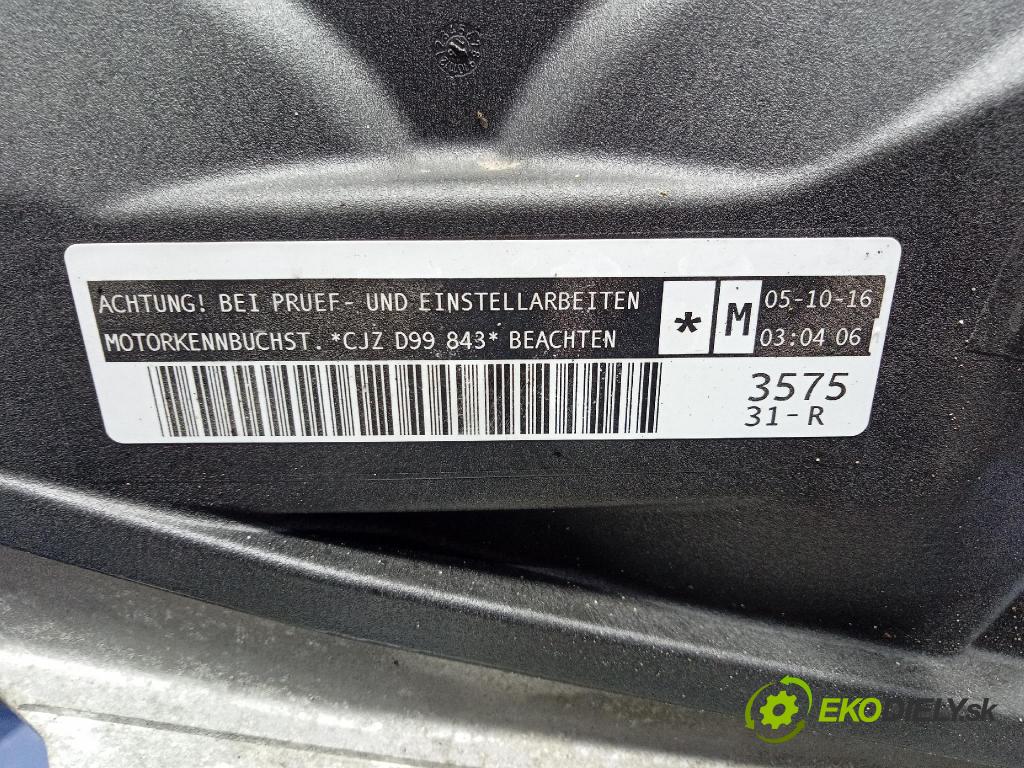 ACHTUNG! BEI PRUEF- UND EINSTELLARBEITEN
MOTORKENNBUCHST. *CJZ D99 843* BEACHTEN
* M
05-10-16
03:04 06
3575
31-R
EKODIELY.sk